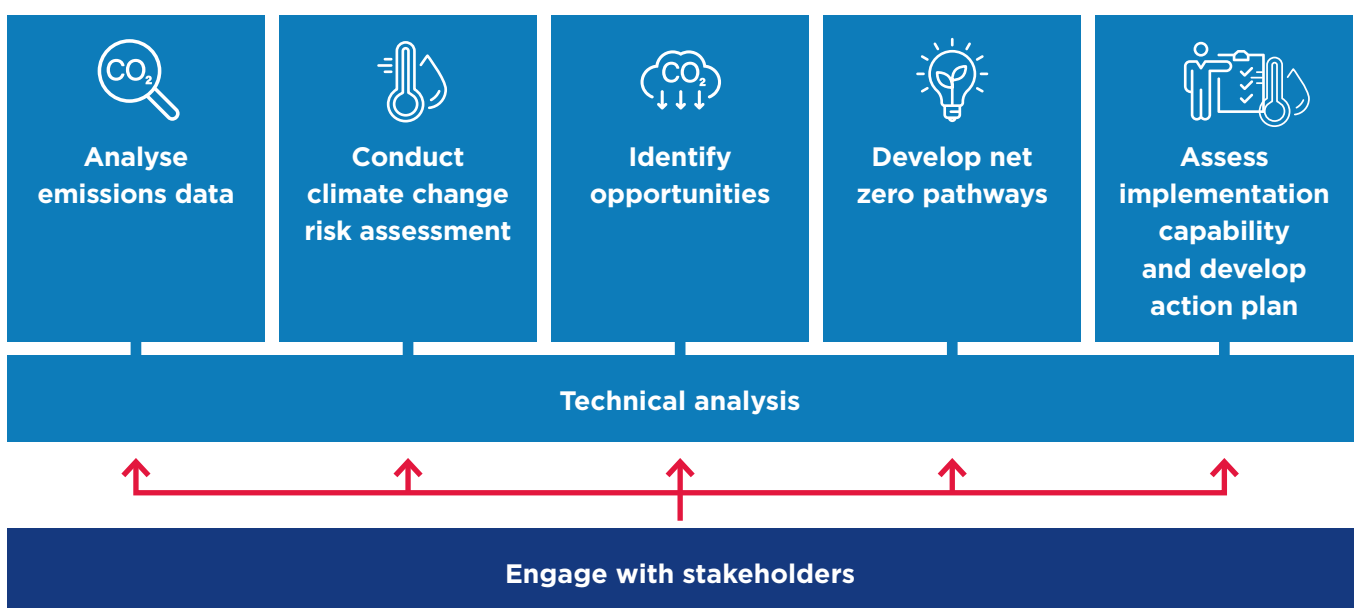 CO₂
Analyse
emissions data
Conduct
climate change
risk assessment
CO₂
Identify
opportunities
Develop net
zero pathways
Assess
implementation
capability
and develop
action plan
Technical analysis
Engage with stakeholders